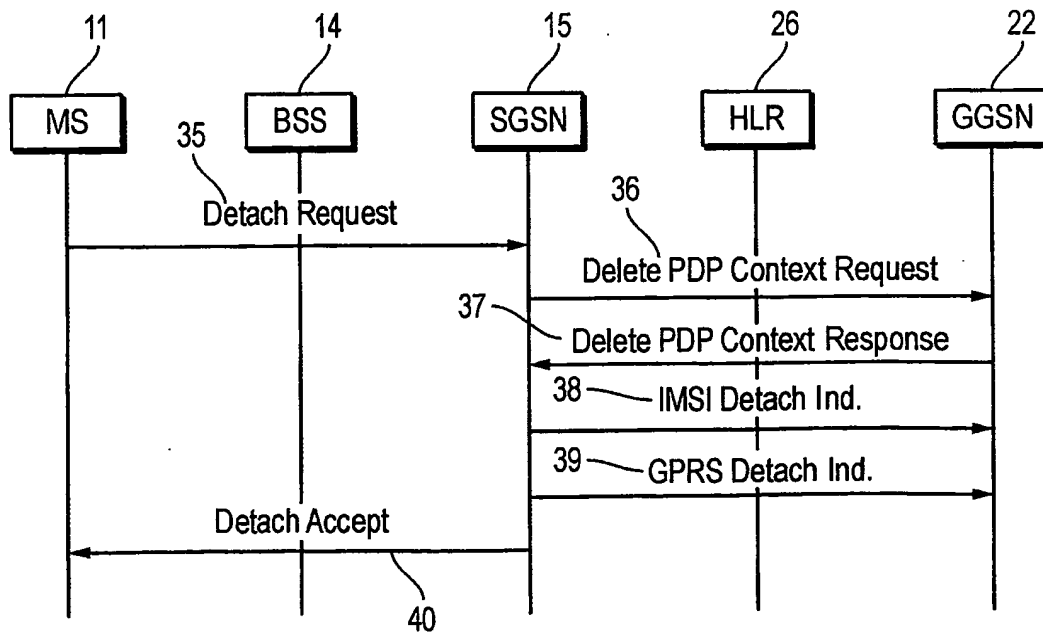 11
14
15
26
22
MS
BSS
SGSN
HLR
GGSN
35
Detach Request
36
Delete PDP Context Request
37
Delete PDP Context Response
38
IMSI Detach Ind.
39
GPRS Detach Ind.
Detach Accept
40